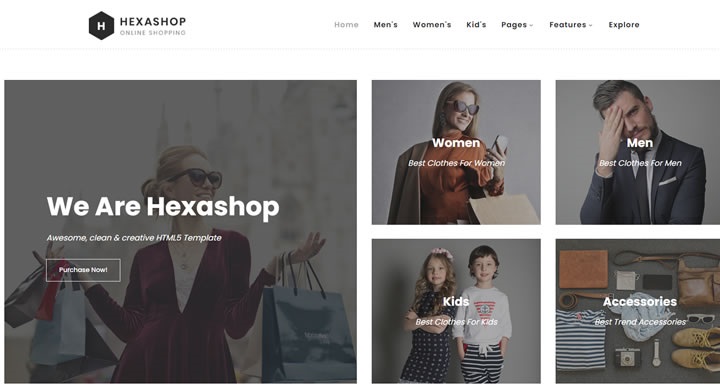 H
HEXASHOP
ONLINE SHOPPING
Home
Men's
Women's
Kid's
Pages
Features
Explore
We Are Hexashop
Awesome, clean & creative HTML5 Template
Purchase Now!
Women
Best Clothes For Women
Men
Best Clothes For Men
Kids
Best Clothes For Kids
Accessories
Best Trend Accessories